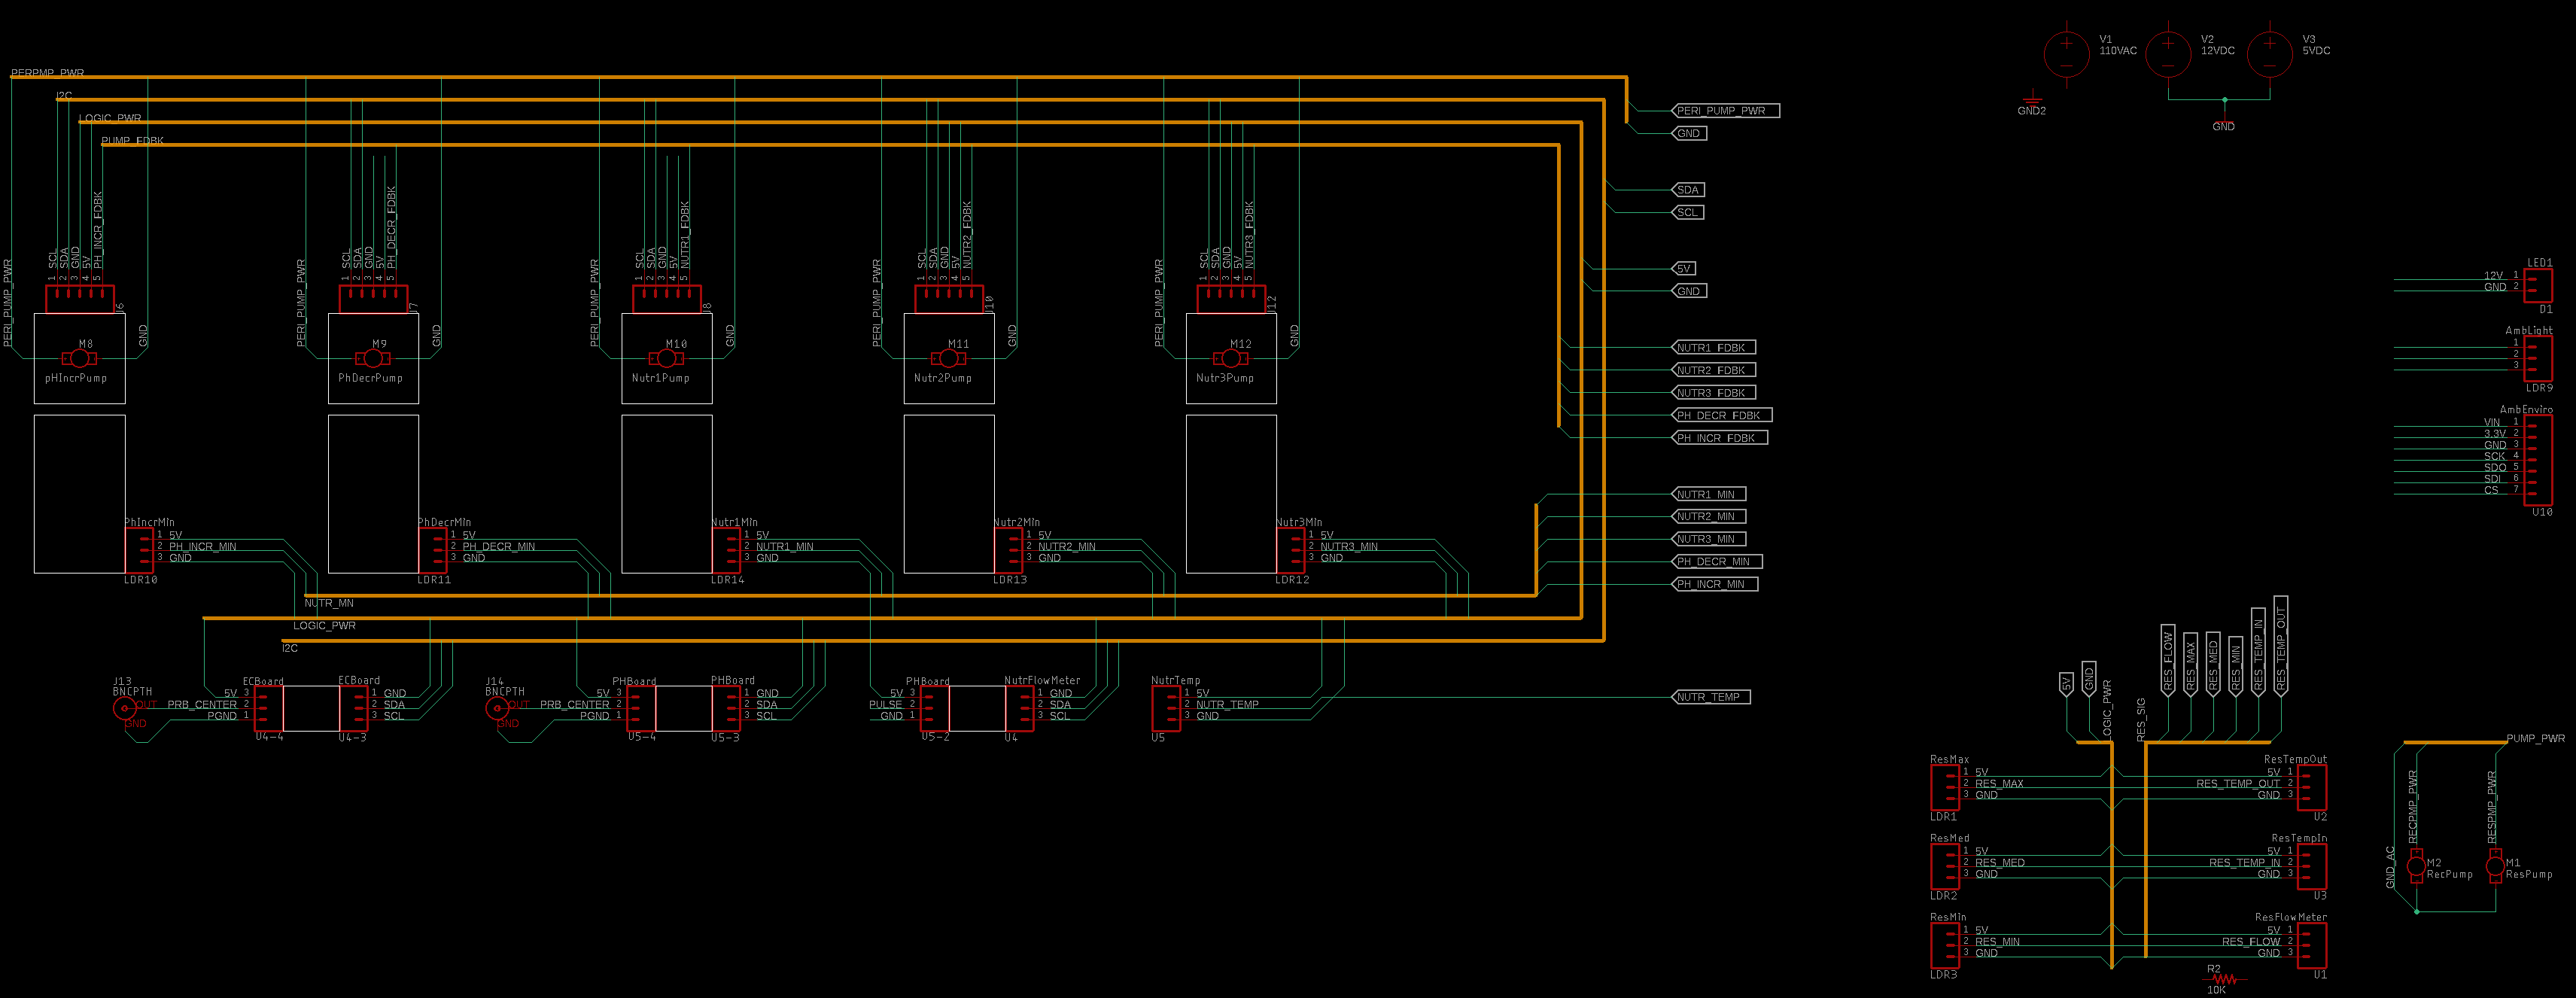 PERPMP_PWR
I2C
LOGIC_PWR
PUMP_FDBK
V1
110VAC
V2
12VDC
V3
5VDC
GND2
GND
PERI_PUMP_PWR
GND
SDA
SCL
5V
GND
NUTR1_FDBK
NUTR2_FDBK
NUTR3_FDBK
PH_DECR_FDBK
PH_INCR_FDBK
NUTR1_MIN
NUTR2_MIN
NUTR3_MIN
PH_DECR_MIN
PH_INCR_MIN
NUTR_TEMP
PERI_PUMP_PWR
SCL
SDA
GND
5V
PH_INCR_FDBK
1 2 3 4 5
J6
GND
M8
pHIncrPump
PERI_PUMP_PWR
SCL
SDA
GND
5V
PH_DECR_FDBK
1 2 3 4 5
J7
GND
M9
PhDecrPump
PERI_PUMP_PWR
SCL
SDA
GND
5V
NUTR1_FDBK
1 2 3 4 5
J8
GND
M10
Nutr1Pump
PERI_PUMP_PWR
SCL
SDA
GND
5V
NUTR2_FDBK
1 2 3 4 5
J10
GND
M11
Nutr2Pump
PERI_PUMP_PWR
SCL
SDA
GND
5V
NUTR3_FDBK
1 2 3 4 5
J12
GND
M12
Nutr3Pump
PhIncrMin
1 5V
2 PH_INCR_MIN
3 GND
LDR10
PhDecrMin
1 5V
2 PH_DECR_MIN
3 GND
LDR11
Nutr1Min
1 5V
2 NUTR1_MIN
3 GND
LDR14
Nutr2Min
1 5V
2 NUTR2_MIN
3 GND
LDR13
Nutr3Min
1 5V
2 NUTR3_MIN
3 GND
LDR12
NUTR_MN
LOGIC_PWR
I2C
J13
BNCPTH
OUT
GND
ECBoard
5V 3
PRB_CENTER 2
PGND 1
U4-4
ECBoard
1 GND
2 SDA
3 SCL
U4-3
J14
BNCPTH
OUT
GND
PHBoard
5V 3
PRB_CENTER 2
PGND 1
U5-4
PHBoard
1 GND
2 SDA
3 SCL
U5-3
PHBoard
5V 3
PULSE 2
GND 1
U5-2
NutrFlowMeter
1 GND
2 SDA
3 SCL
U4
NutrTemp
1 5V
2 NUTR_TEMP
3 GND
U5
LED1
12V 1
GND 2
D1
AmbLight
1
2
3
LDR9
AmbEnviro
VIN 1
3.3V 2
GND 3
SCK 4
SDO 5
SDI 6
CS 7
U10
5V
GND
LOGIC_PWR
RES_SIG
RES_FLOW
RES_MAX
RES_MED
RES_MIN
RES_TEMP_IN
RES_TEMP_OUT
ResMax
1 5V
2 RES_MAX
3 GND
LDR1
ResTempOut
5V 1
RES_TEMP_OUT 2
GND 3
U2
ResMed
1 5V
2 RES_MED
3 GND
LDR2
ResTempIn
5V 1
RES_TEMP_IN 2
GND 3
U3
ResMin
1 5V
2 RES_MIN
3 GND
LDR3
ResFlowMeter
5V 1
RES_FLOW 2
GND 3
U1
R2
10K
PUMP_PWR
GND_AC
RECPMP_PWR
RESPMP_PWR
M2
RecPump
M1
ResPump